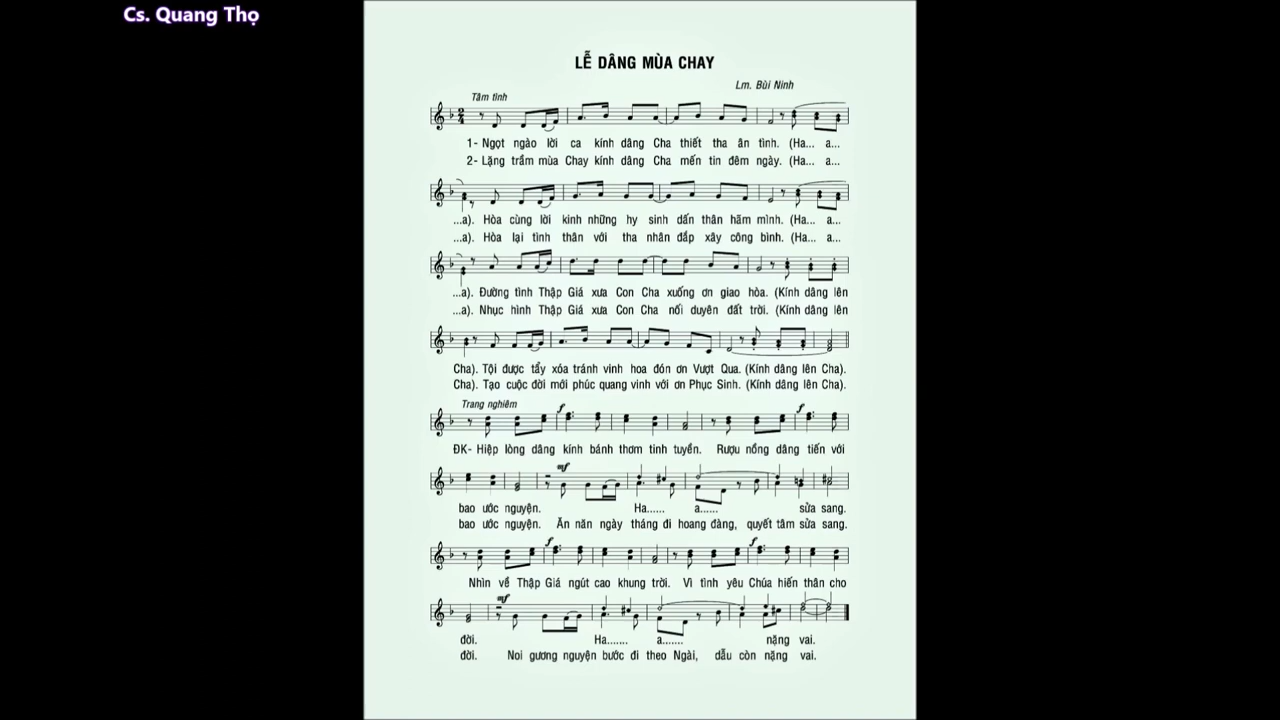 Cs. Quang Thọ
LỄ DÂNG MÙA CHAY
Lm. Bùi Ninh
Tâm tình
1- Ngọt ngào lời ca kính dâng Cha thiết tha ân tình. (Ha... a...
2- Lặng trầm mùa Chay kính dâng Cha mến tin đêm ngày. (Ha... a...
...a). Hòa cùng lời kinh những hy sinh dấn thân hãm mình. (Ha... a...
...a). Hòa lại tình thân với tha nhân đắp xây công bình. (Ha... a...
...a). Đường tình Thập Giá xưa Con Cha xuống ơn giao hòa. (Kính dâng lên
...a). Nhục hình Thập Giá xưa Con Cha nối duyên đất trời. (Kính dâng lên
Cha). Tội được tẩy xóa tránh vinh hoa đón ơn Vượt Qua. (Kính dâng lên Cha).
Cha). Tạo cuộc đời mới phúc quang vinh với ơn Phục Sinh. (Kính dâng lên Cha).
Trang nghiêm
f
f
ĐK- Hiệp lòng dâng kính bánh thơm tinh tuyền. Rượu nồng dâng tiến với
mf
bao ước nguyện. Ha...... a...... sửa sang.
bao ước nguyện. Ăn năn ngày tháng đi hoang đàng, quyết tâm sửa sang.
f
f
Nhìn về Thập Giá ngút cao khung trời. Vì tình yêu Chúa hiến thân cho
mf
đời. Ha....... a....... nặng vai.
đời. Noi gương nguyện bước đi theo Ngài, dẫu còn nặng vai.